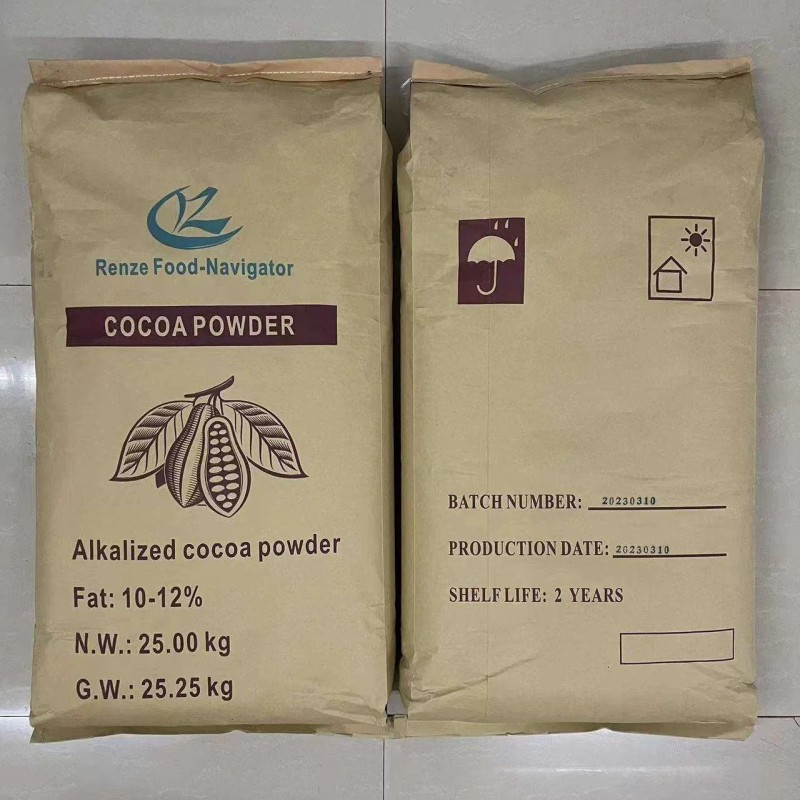 Renze Food-Navigator
COCOA POWDER
Alkalized cocoa powder
Fat: 10-12%
N.W.: 25.00 kg
G.W.: 25.25 kg
BATCH NUMBER: 20230310
PRODUCTION DATE: 20230310
SHELF LIFE: 2 YEARS